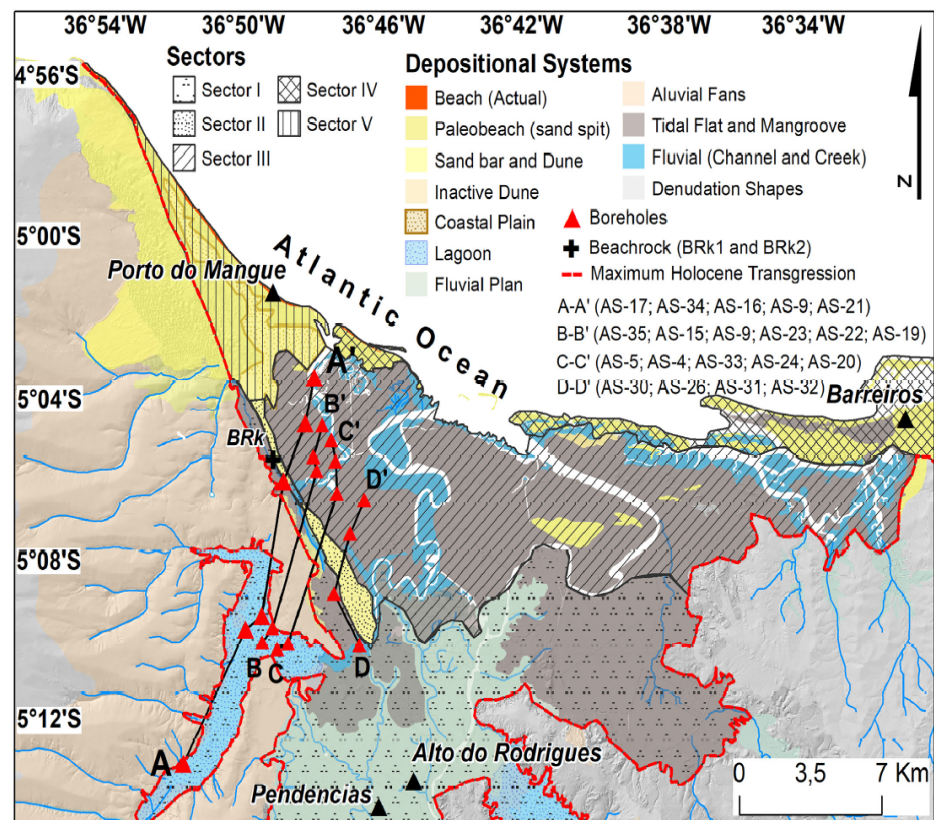 36°54'W 36°50'W 36°46'W 36°42'W 36°38'W 36°34'W
4°56'S
5°00'S
5°04'S
5°08'S
5°12'S
Sectors
Sector I
Sector II
Sector III
Sector IV
Sector V
Depositional Systems
Beach (Actual)
Paleobeach (sand spit)
Sand bar and Dune
Inactive Dune
Coastal Plain
Lagoon
Fluvial Plan
Aluvial Fans
Tidal Flat and Mangroove
Fluvial (Channel and Creek)
Denudation Shapes
Boreholes
Beachrock (BRk1 and BRk2)
Maximum Holocene Transgression
A-A' (AS-17; AS-34; AS-16; AS-9; AS-21)
B-B' (AS-35; AS-15; AS-9; AS-23; AS-22; AS-19)
C-C' (AS-5; AS-4; AS-33; AS-24; AS-20)
D-D' (AS-30; AS-26; AS-31; AS-32)
N
Atlantic Ocean
Porto do Mangue
Barreiros
A'
B'
C'
D'
BRk
A
B
C
D
Alto do Rodrigues
Pendências
0 3,5 7 Km